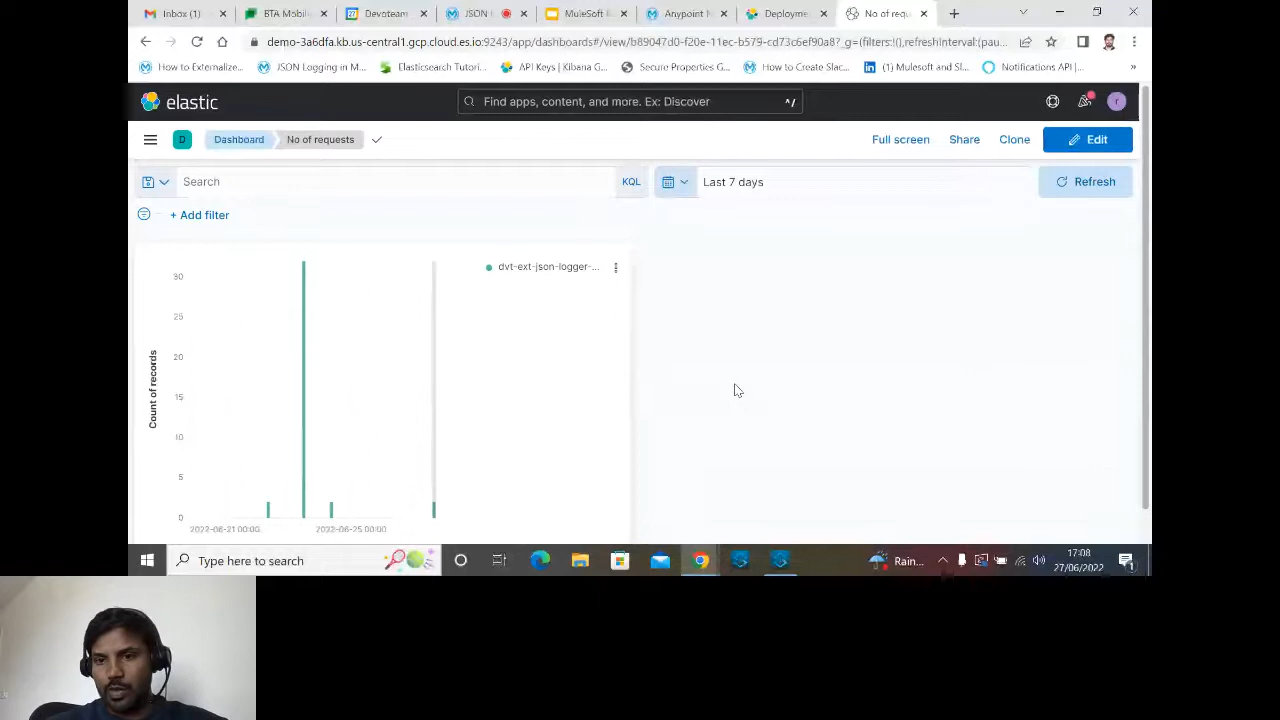 Inbox (1)
BTA Mobil
Devoteam
JSON L
MuleSoft
Anypoint
Deployme
No of requ
demo-3a6dfa.kb.us-central1.gcp.cloud.es.io:9243/app/dashboards#/view/b89047d0-f20e-11ec-b579-cd73c6ef90a8?_g=(filters:!(),refreshInterval:(pau...
How to Externalize...
JSON Logging in M...
Elasticsearch Tutori...
API Keys | Kibana G...
Secure Properties G...
How to Create Slac...
(1) Mulesoft and Sl...
Notifications API |...
»
elastic
Find apps, content, and more. Ex: Discover
^/
r
D
Dashboard
No of requests
Full screen
Share
Clone
Edit
Search
KQL
Last 7 days
Refresh
+ Add filter
dvt-ext-json-logger-...
Count of records
30
25
20
15
10
5
0
2022-06-21 00:00
2022-06-25 00:00
Type here to search
Rain...
17:08
27/06/2022
1